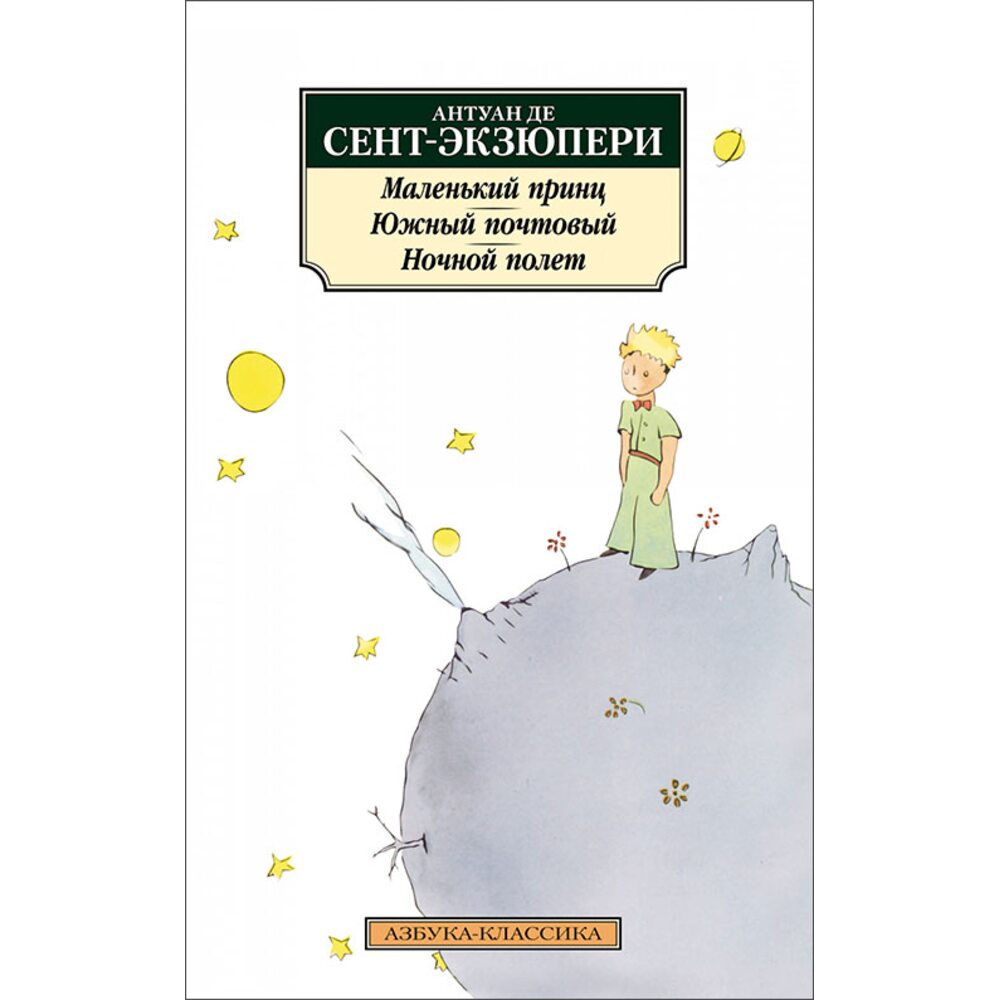 АНТУАН ДЕ
СЕНТ-ЭКЗЮПЕРИ
Маленький принц
Южный почтовый
Ночной полет
АЗБУКА-КЛАССИКА